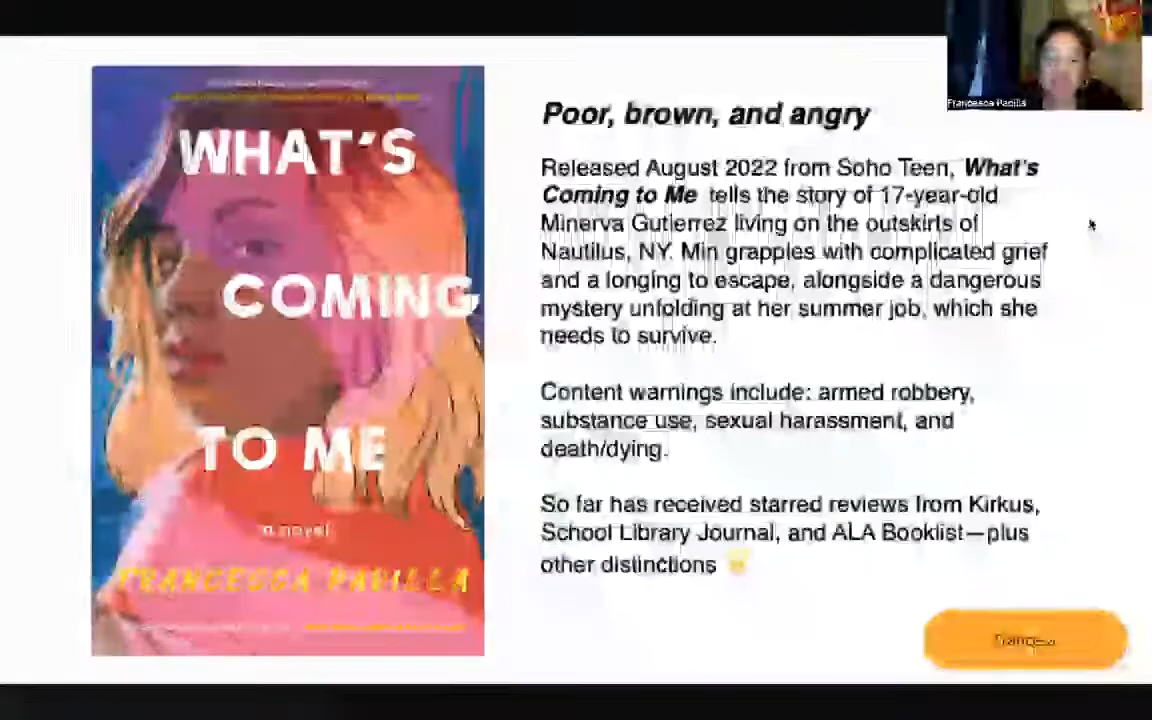 WHAT'S
COMING
TO ME
a novel
FRANCESCA PADILLA
Poor, brown, and angry
Released August 2022 from Soho Teen, What's
Coming to Me tells the story of 17-year-old
Minerva Gutierrez living on the outskirts of
Nautilus, NY. Min grapples with complicated grief
and a longing to escape, alongside a dangerous
mystery unfolding at her summer job, which she
needs to survive.
Content warnings include: armed robbery,
substance use, sexual harassment, and
death/dying.
So far has received starred reviews from Kirkus,
School Library Journal, and ALA Booklist—plus
other distinctions
Francesca Padilla